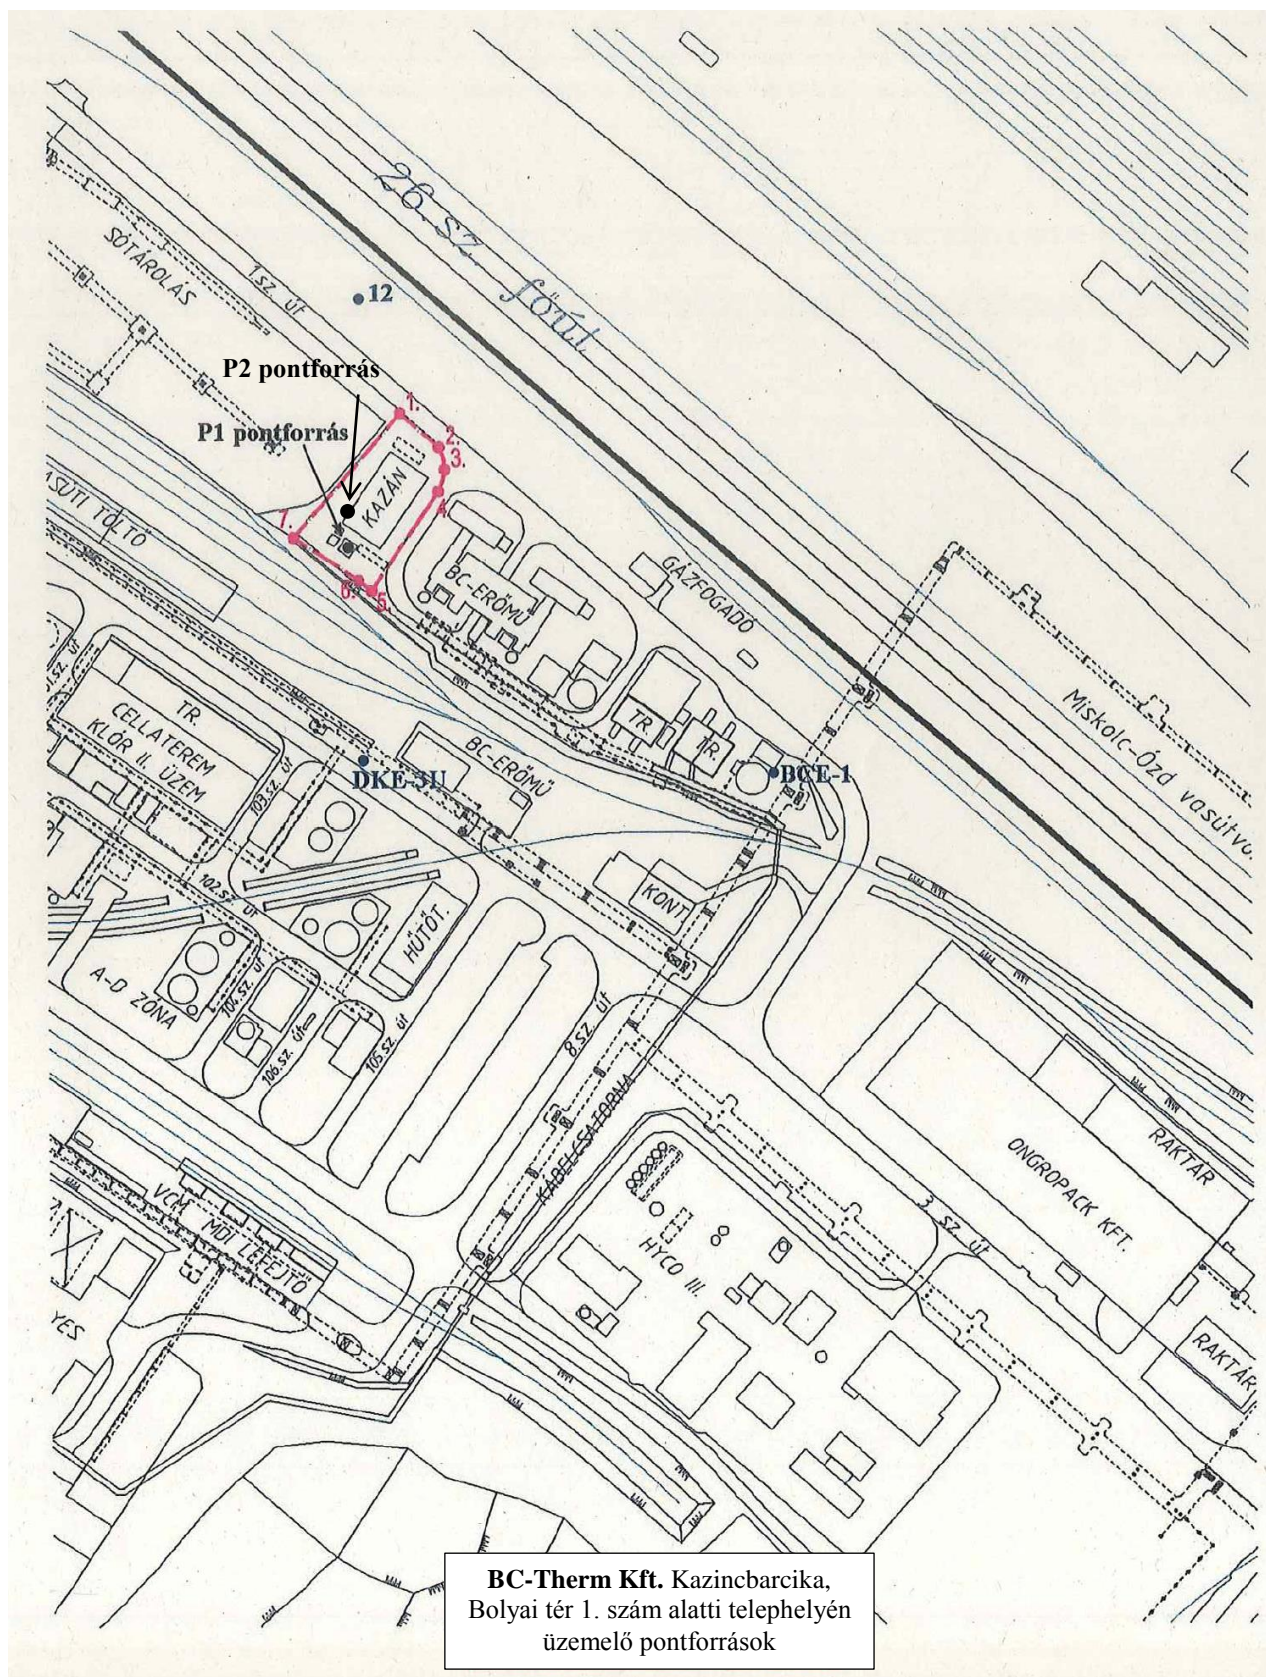 26. sz. főút
SÓTÁROLÁS
1 sz. út
12
P2 pontforrás
P1 pontforrás
1.
2.
3.
4.
KAZÁN
1.
6.
5.
ASUTI TÖLTŐ
BC-ERŐMŰ
GÁZFOGADÓ
Miskolc-Ózd vasútvo.
TR.
CELLATEREM
KLÓR II. ÜZEM
DKE-3U
BC-ERŐMŰ
TR.
TR.
BCE-1
103.sz. út
102.sz. út
KONT.
HŰTŐT.
A-D ZÓNA
104.sz. út
106.sz. út
105.sz. út
8.sz. út
KÁBELCSATORNA
RAKTÁR
ONGROPACK KFT.
3. sz. út
VCM MDI LEFEJTŐ
HYCO III.
YES
RAKTÁR
BC-Therm Kft. Kazincbarcika,
Bolyai tér 1. szám alatti telephelyén
üzemelő pontforrások